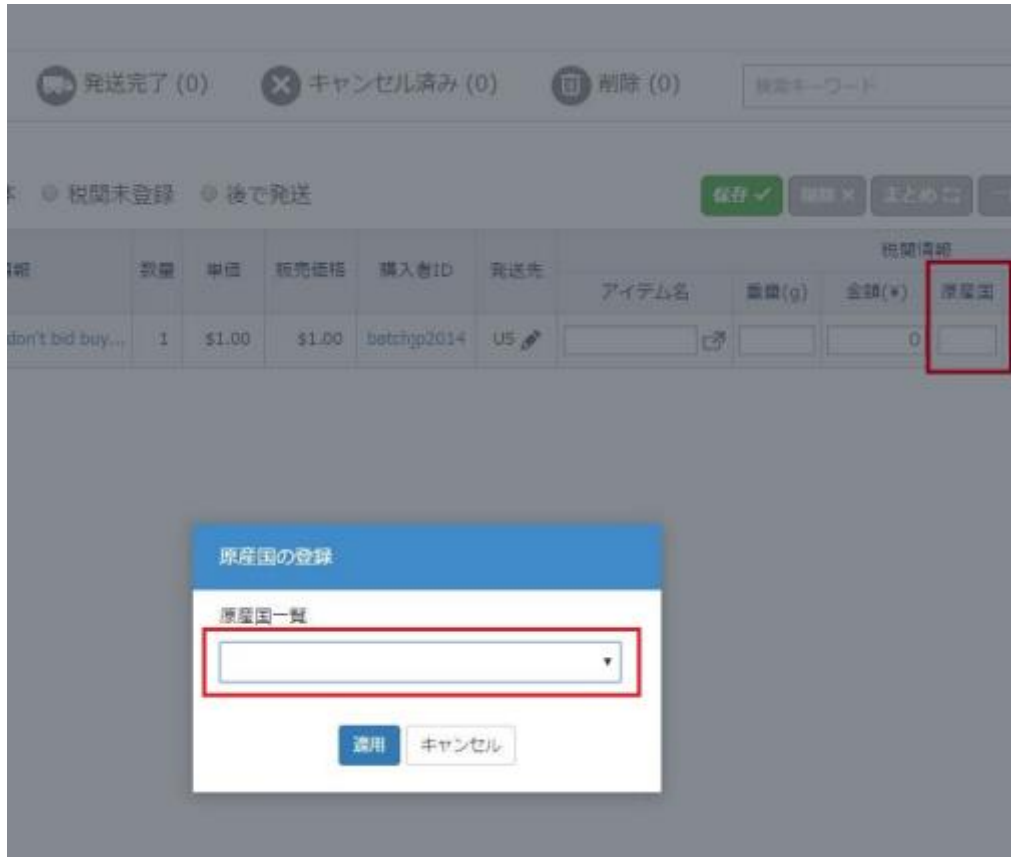 発送完了 (0) キャンセル済み (0) 削除 (0) 検索キーワード
税関未登録 後で発送 保存 まとめ
税関情報
数量 単価 販売価格 購入者ID 発送先
アイテム名 重量(g) 金額(¥) 原産国
don't bid buy... 1 $1.00 $1.00 betchjp2014 US 0
原産国の登録
原産国一覧
適用 キャンセル